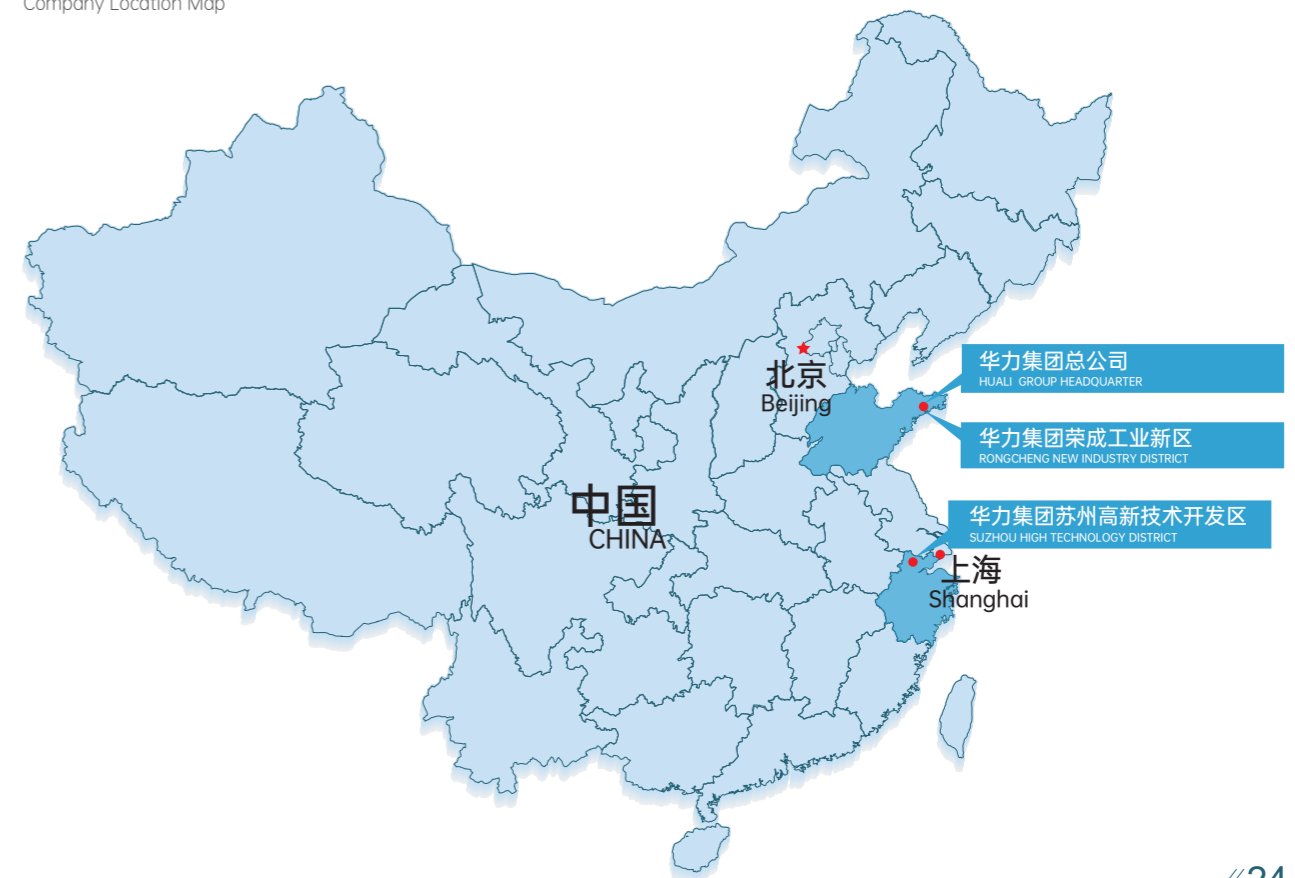 Company Location Map
华力集团总公司
HUALI GROUP HEADQUARTER
北京
Beijing
华力集团荣成工业新区
RONGCHENG NEW INDUSTRY DISTRICT
中国
CHINA
华力集团苏州高新技术开发区
SUZHOU HIGH TECHNOLOGY DISTRICT
上海
Shanghai
//24